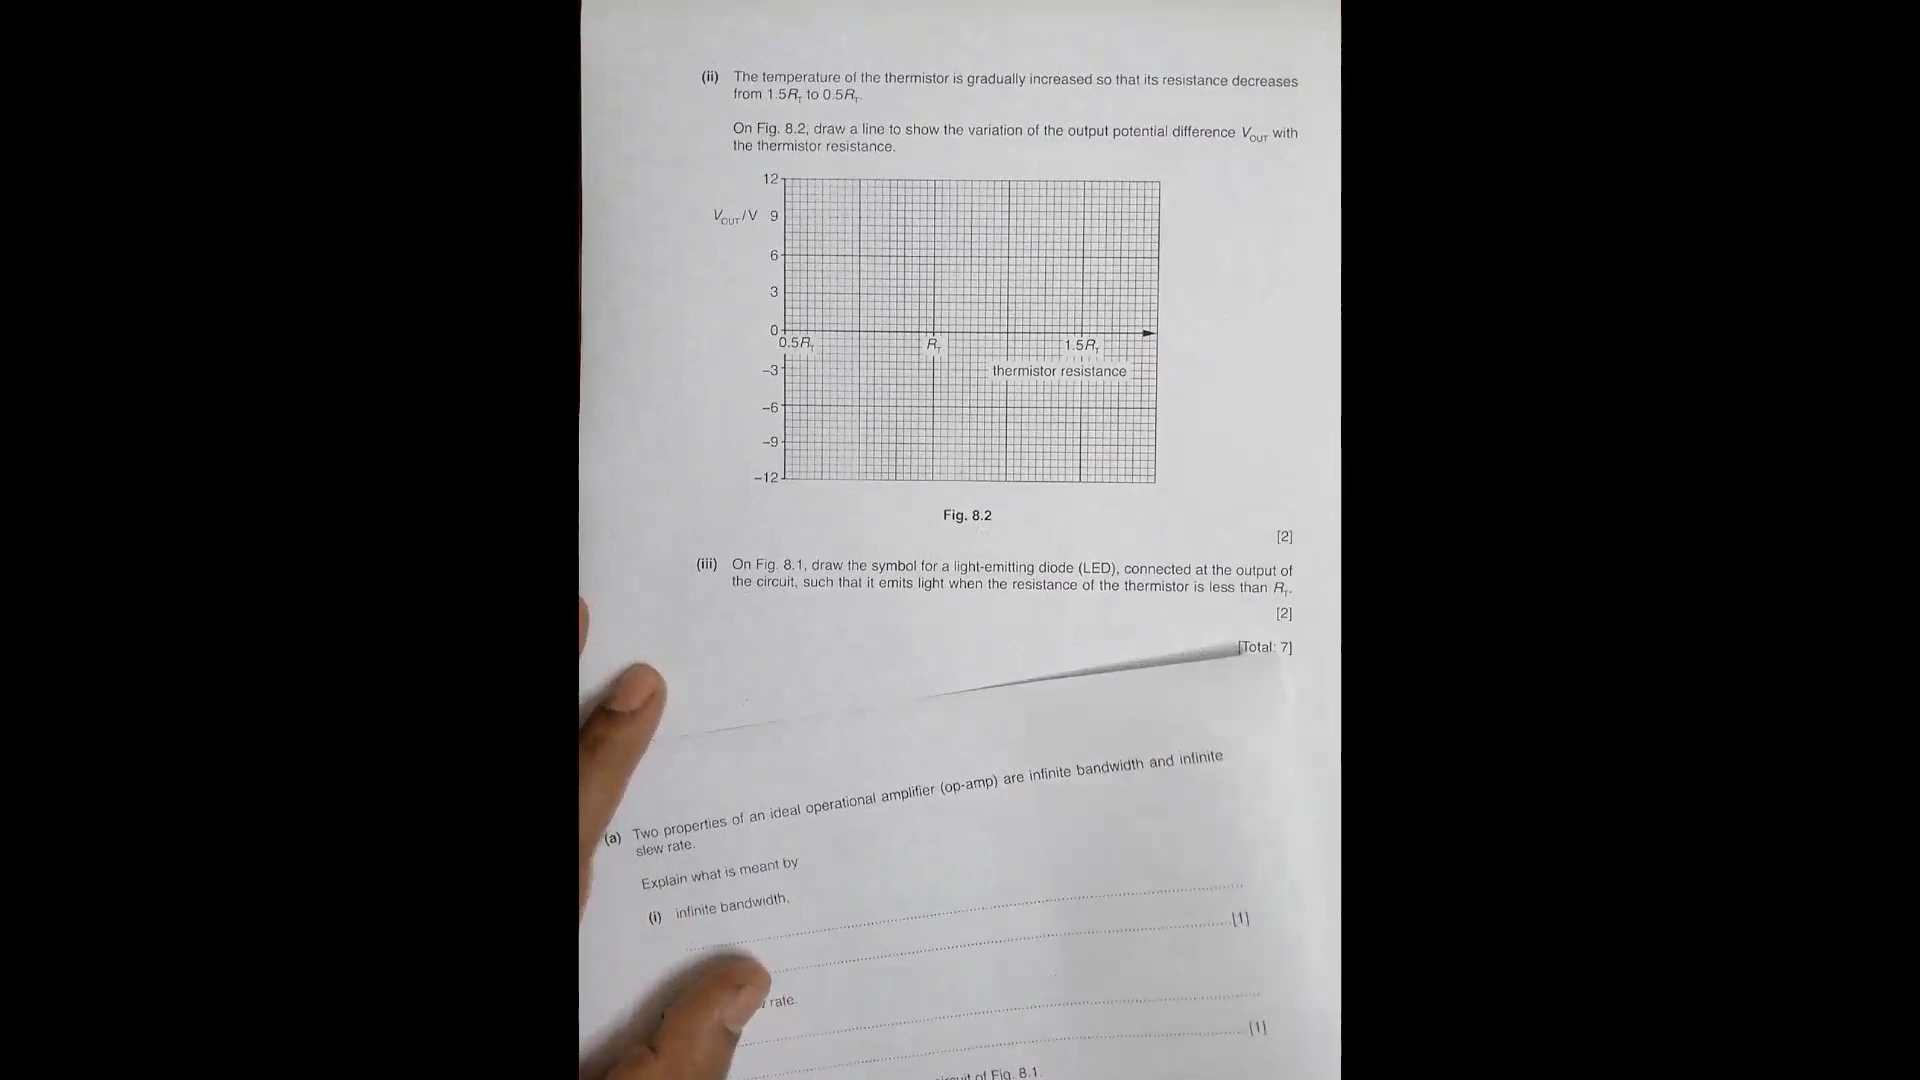 (ii) The temperature of the thermistor is gradually increased so that its resistance decreases
from 1.5R_T to 0.5R_T.
On Fig. 8.2, draw a line to show the variation of the output potential difference V_OUT with
the thermistor resistance.
12
V_OUT/V 9
6
3
0
0.5R_T R_T 1.5R_T
-3 thermistor resistance
-6
-9
-12
Fig. 8.2
[2]
(iii) On Fig. 8.1, draw the symbol for a light-emitting diode (LED), connected at the output of
the circuit, such that it emits light when the resistance of the thermistor is less than R_T.
[2]
[Total: 7]
(a) Two properties of an ideal operational amplifier (op-amp) are infinite bandwidth and infinite
slew rate.
Explain what is meant by
(i) infinite bandwidth,
[1]
rate.
[1]
of Fig. 8.1.